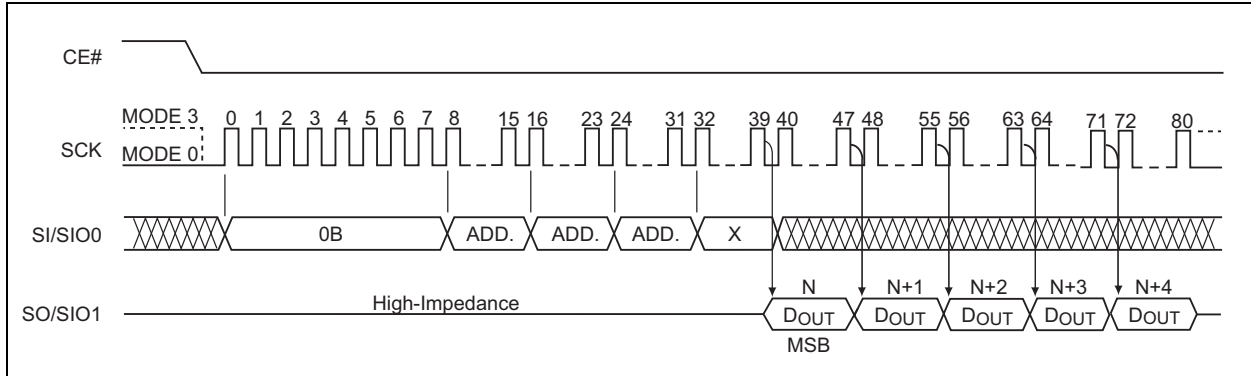 CE#
MODE 3 0 1 2 3 4 5 6 7 8 15 16 23 24 31 32 39 40 47 48 55 56 63 64 71 72 80
SCK
MODE 0
SI/SIO0 0B ADD. ADD. ADD. X
N N+1 N+2 N+3 N+4
SO/SIO1 High-Impedance DOUT DOUT DOUT DOUT DOUT
MSB